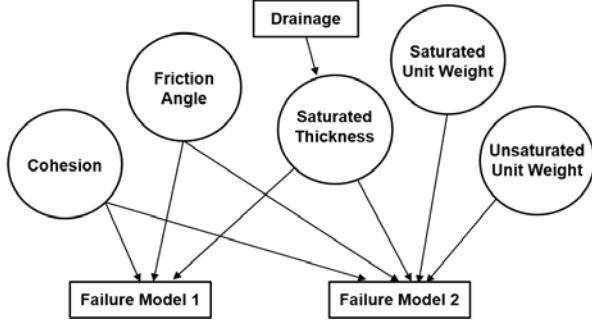 Drainage
Saturated
Unit Weight
Friction
Angle
Saturated
Thickness
Unsaturated
Unit Weight
Cohesion
Failure Model 1
Failure Model 2